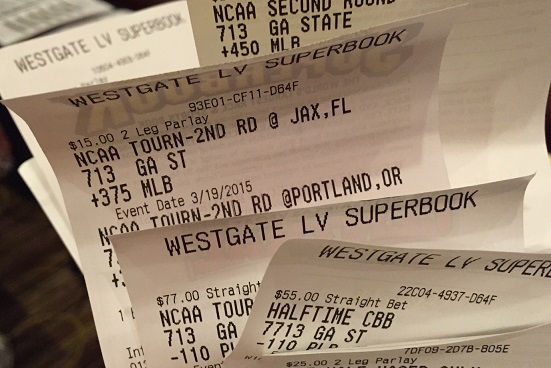 NCAA SECOND ROUND
713 GA STATE
+450 MLB
WESTGATE LV SUPERBOOK
WESTGATE LV SUPERBOOK
93E01-CF11-D64F
$15.00 2 Leg Parlay
NCAA TOURN-2ND RD @ JAX,FL
713 GA ST
+375 MLB
Event Date 3/19/2015
NCAA TOURN-2ND RD @PORTLAND,OR
WESTGATE LV SUPERBOOK
$77.00 Straight
NCAA TOUR
713 GA
-110
WESTGATE LV SUPER
22C04-4937-D64F
$55.00 Straight Bet
HALFTIME CBB
7713 GA ST
-110
7DF09-2D7B-B05E
$25.00 2 Leg Parlay